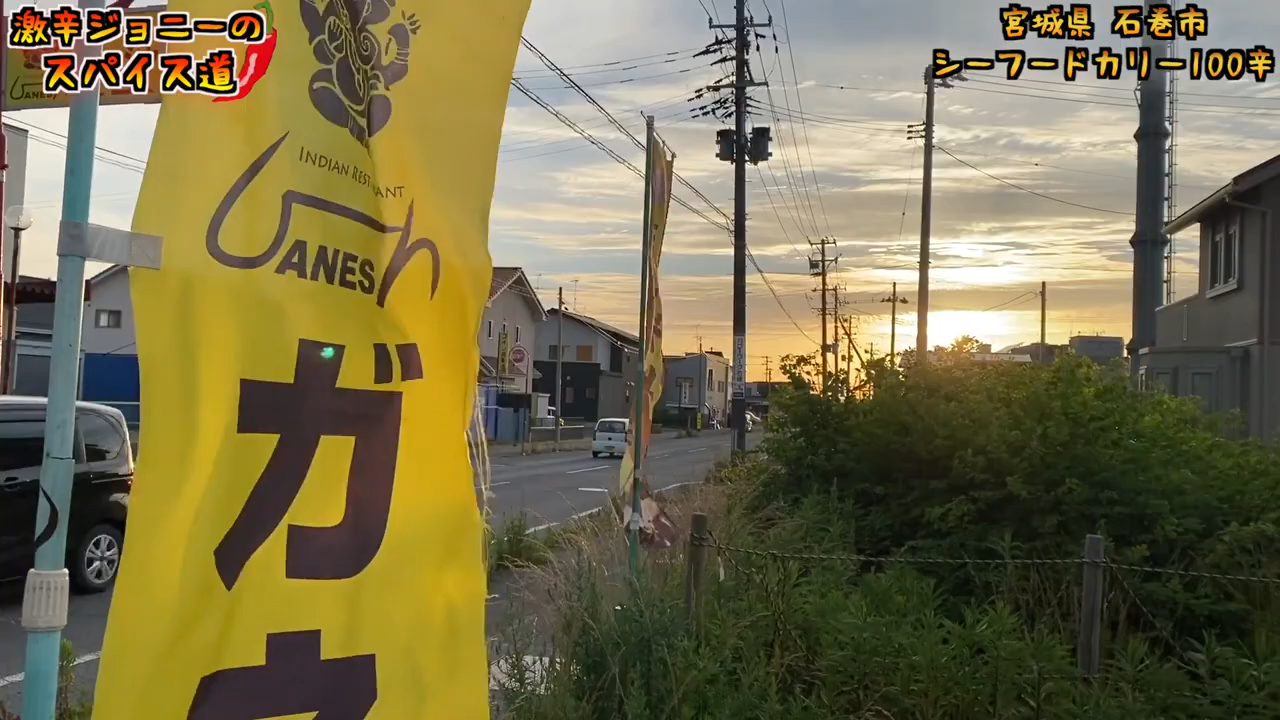 激辛ジョニーの
スパイス道
宮城県 石巻市
シーフードカリー100辛
INDIAN RESTAURANT
GANESH
ガ